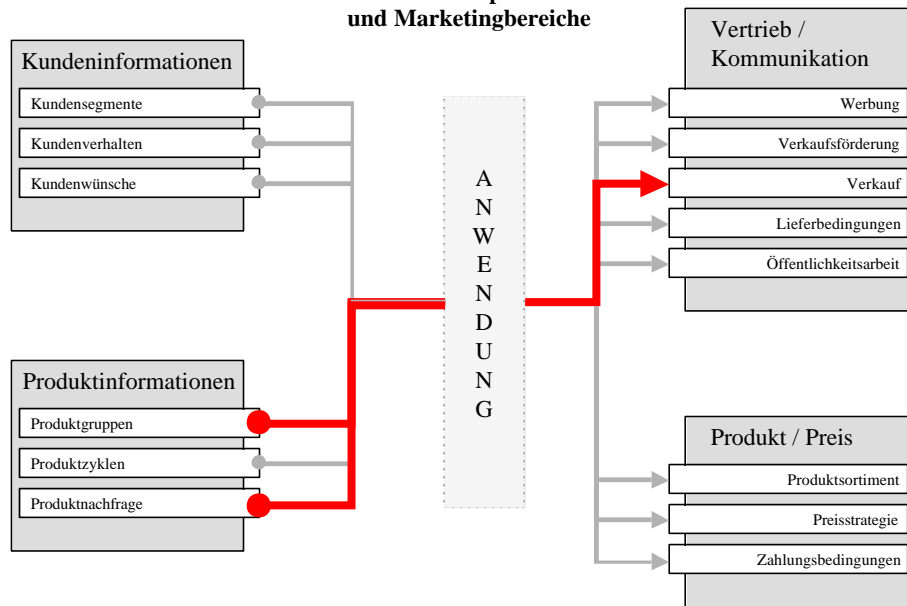 und Marketingbereiche
Kundeninformationen
Kundensegmente
Kundenverhalten
Kundenwünsche
Produktinformationen
Produktgruppen
Produktzyklen
Produktnachfrage
A
N
W
E
N
D
U
N
G
Vertrieb /
Kommunikation
Werbung
Verkaufsförderung
Verkauf
Lieferbedingungen
Öffentlichkeitsarbeit
Produkt / Preis
Produktsortiment
Preisstrategie
Zahlungsbedingungen